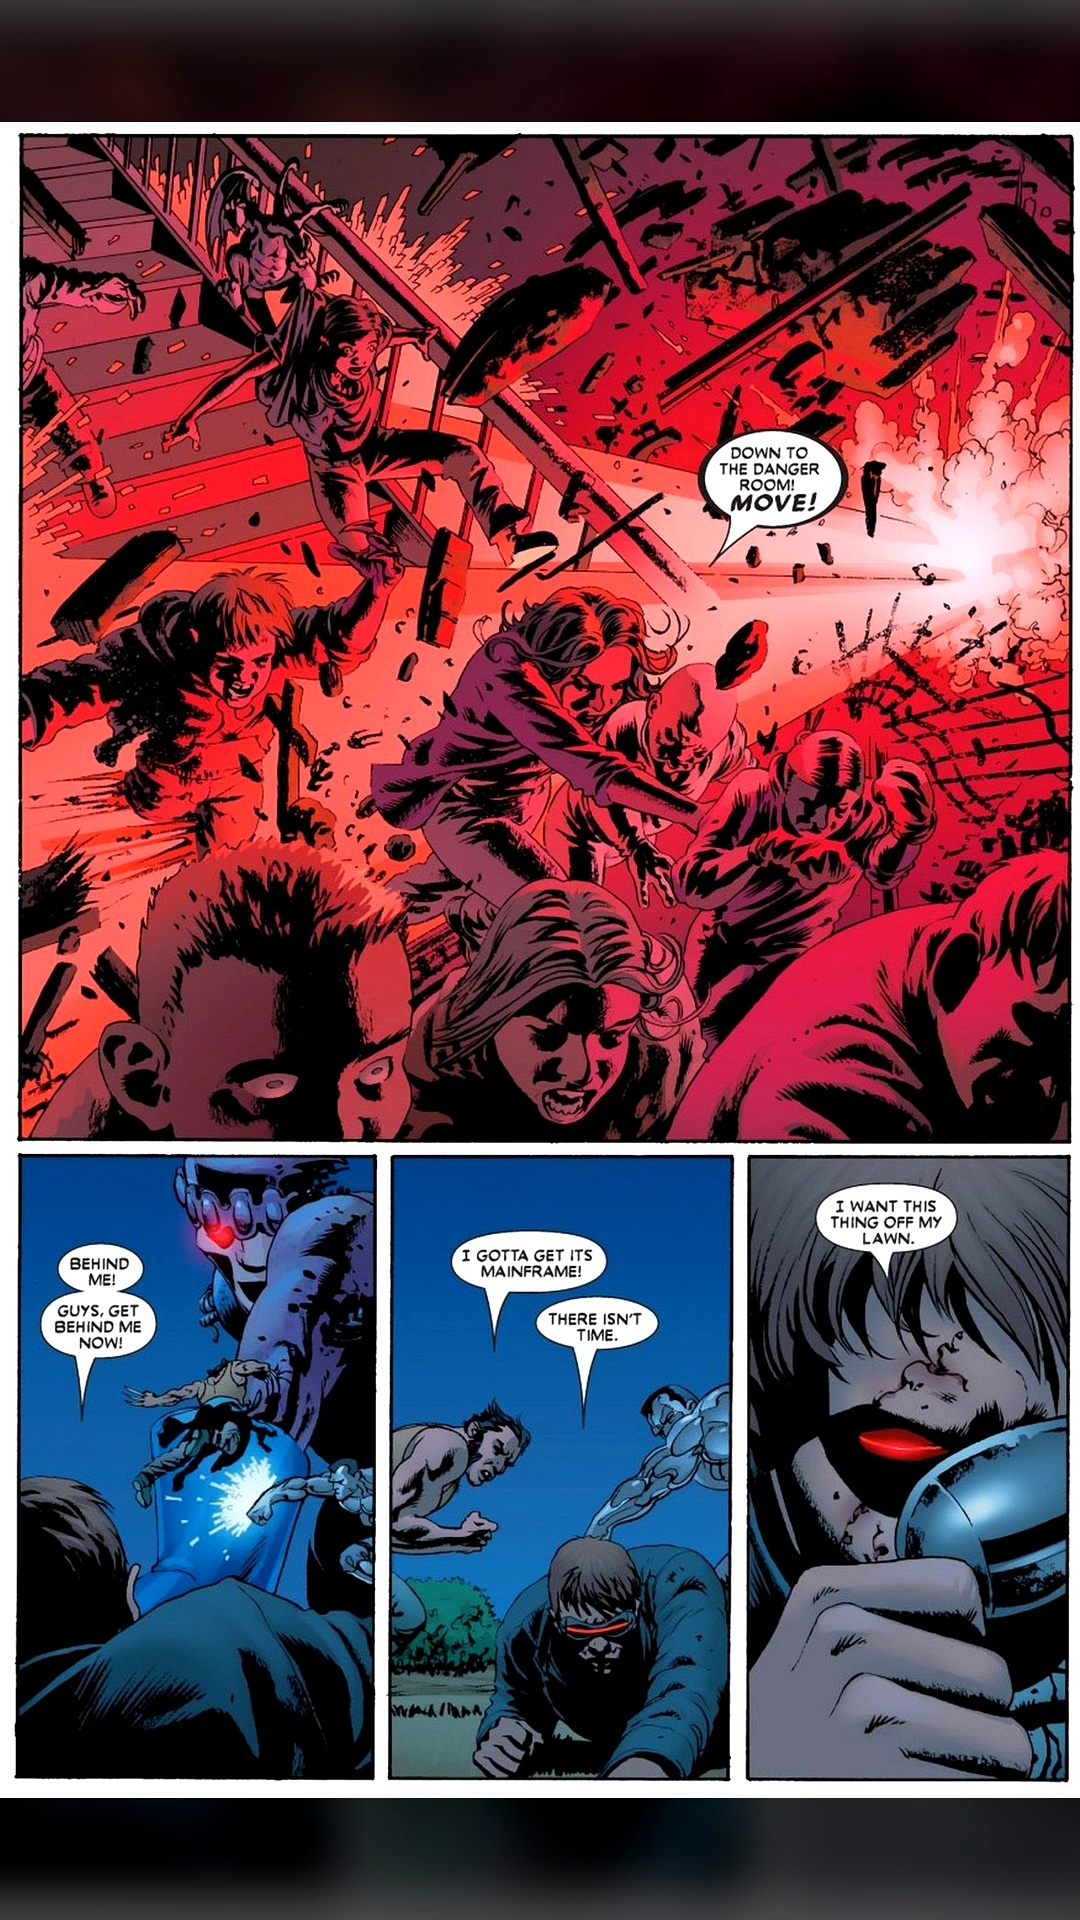 DOWN TO
THE DANGER
ROOM!
MOVE!
BEHIND
ME!
GUYS, GET
BEHIND ME
NOW!
I GOTTA GET ITS
MAINFRAME!
THERE ISN'T
TIME.
I WANT THIS
THING OFF MY
LAWN.